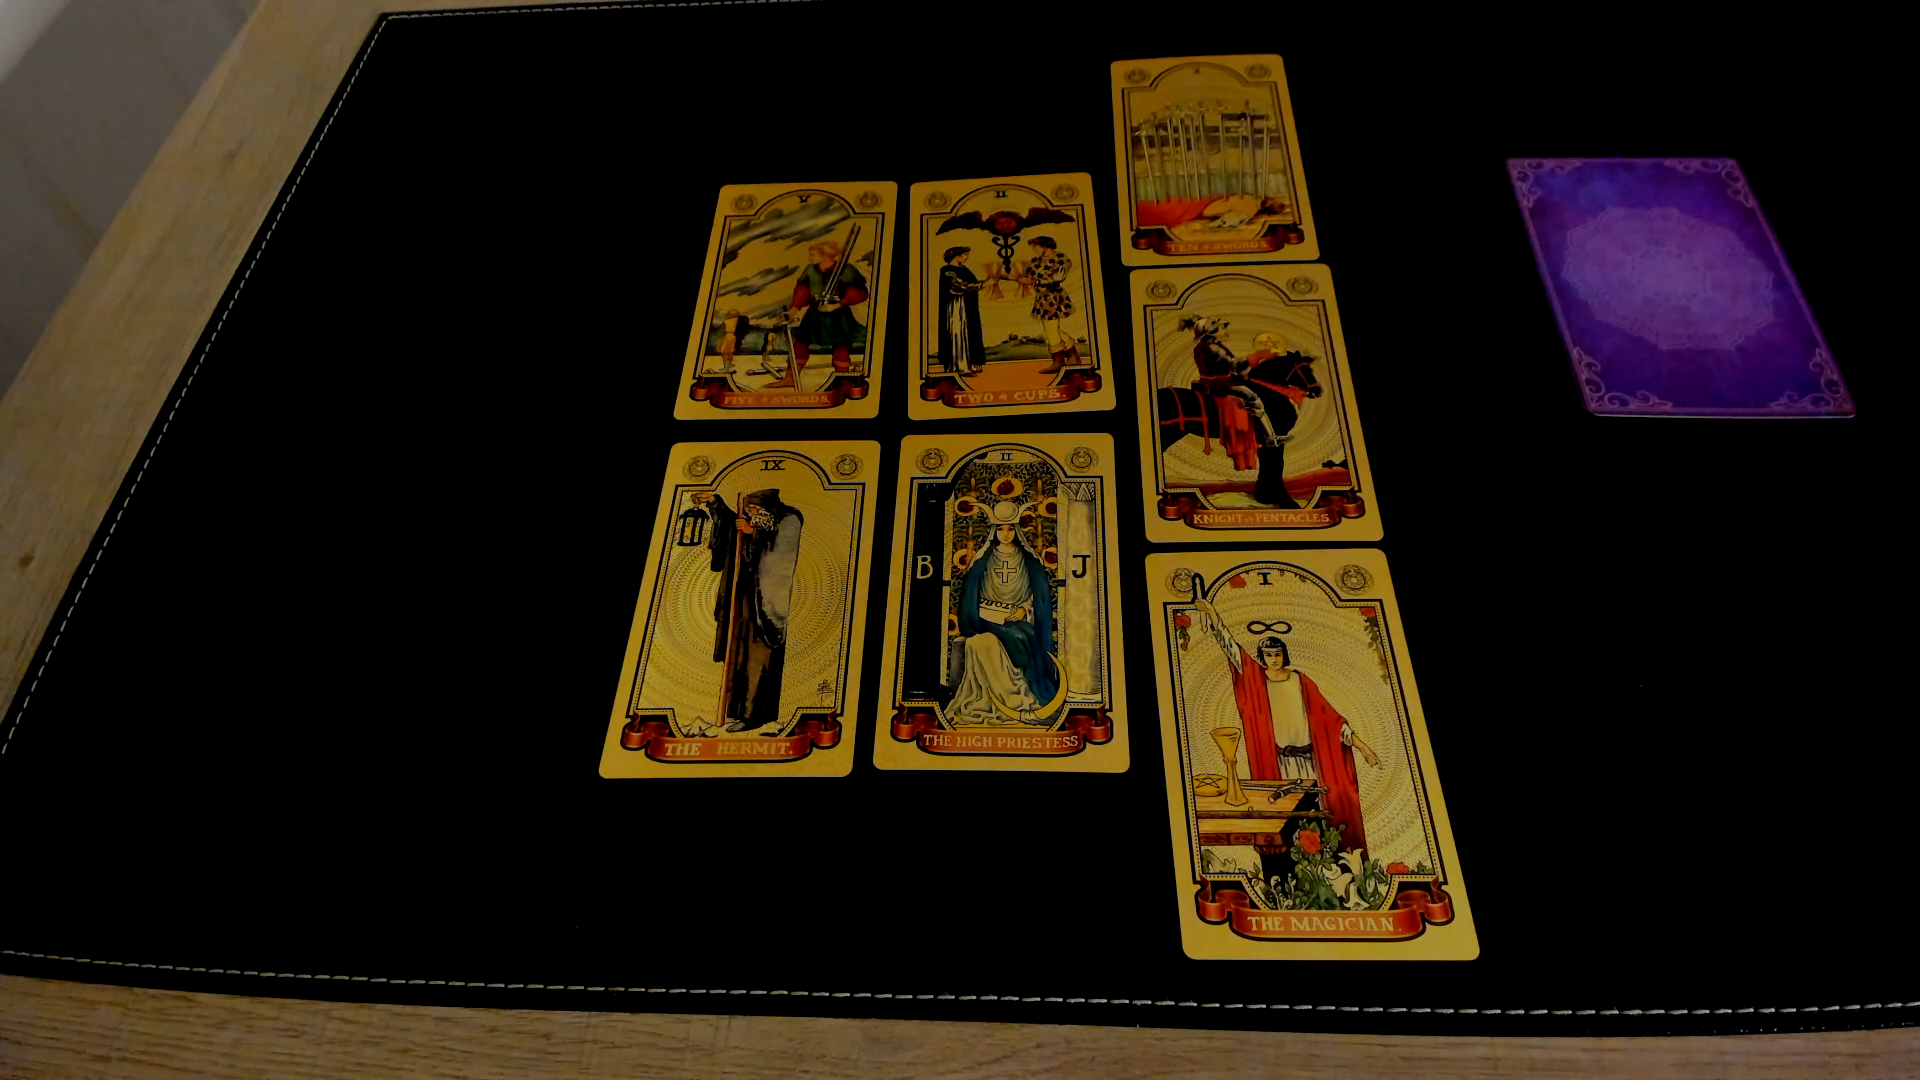 X
TEN of SWORDS.
V
FIVE of SWORDS.
II
TWO of CUPS.
KNIGHT of PENTACLES.
IX
THE HERMIT.
II
B J
TORA
THE HIGH PRIESTESS
I
THE MAGICIAN.